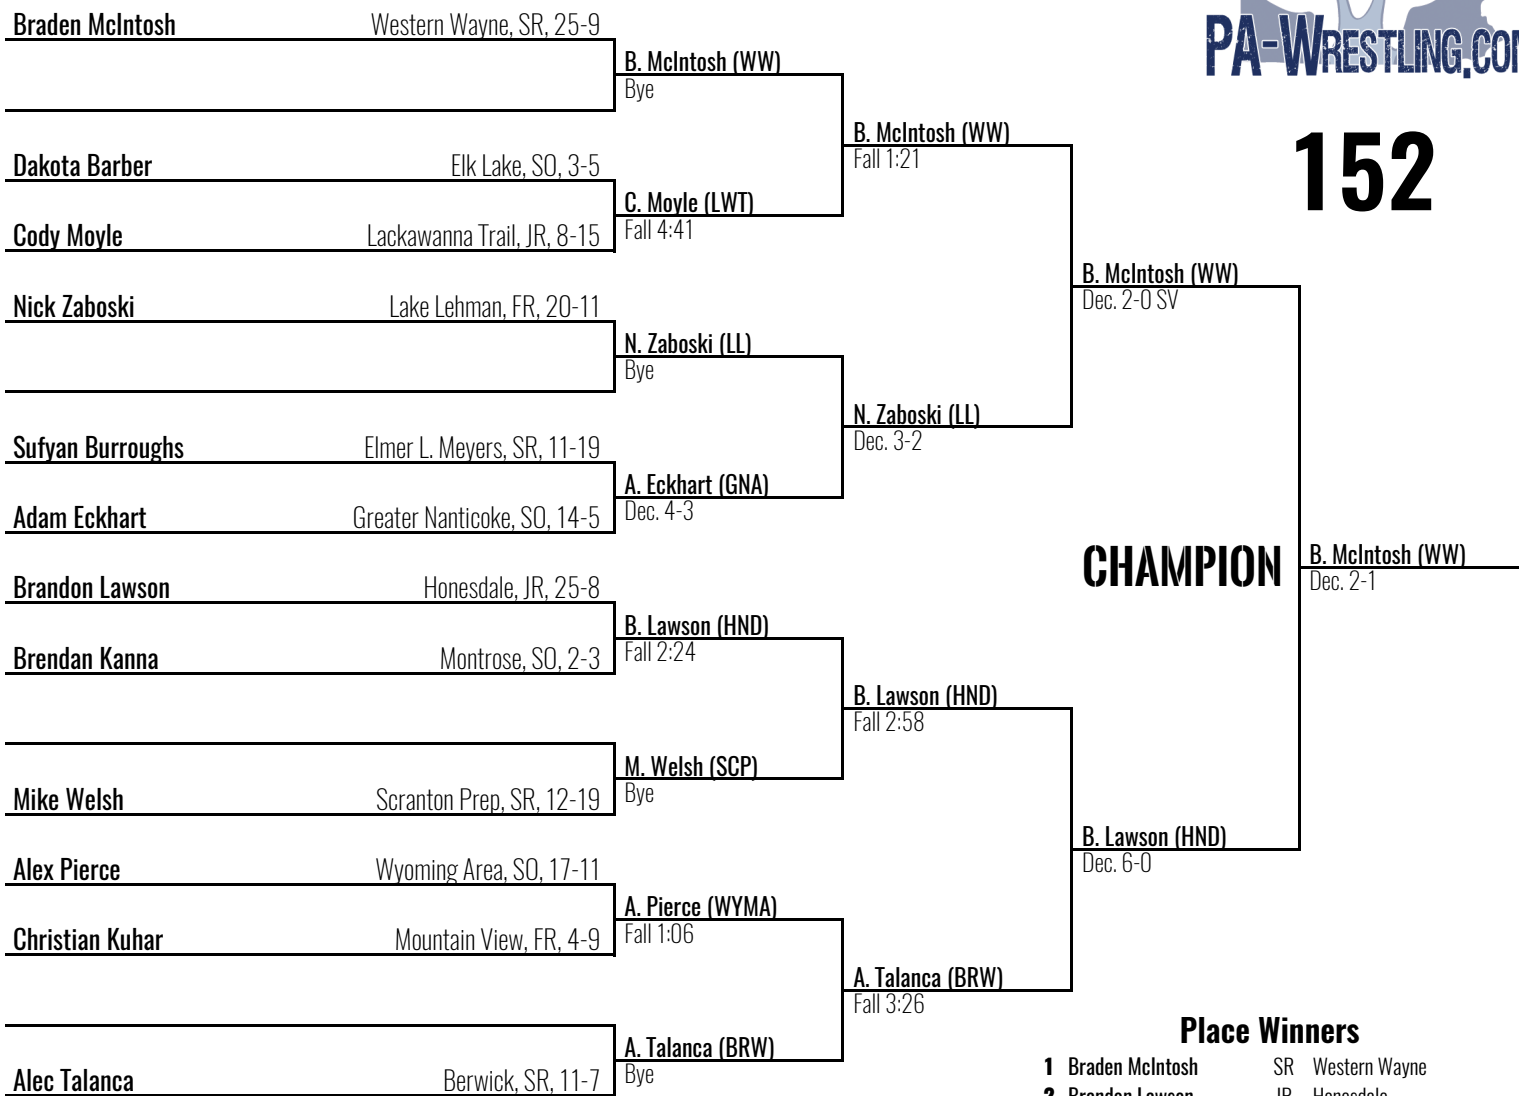 PA-WRESTLING.CO
152
Braden McIntosh Western Wayne, SR, 25-9
B. McIntosh (WW)
Bye
B. McIntosh (WW)
Fall 1:21
Dakota Barber Elk Lake, SO, 3-5
C. Moyle (LWT)
Fall 4:41
Cody Moyle Lackawanna Trail, JR, 8-15
B. McIntosh (WW)
Dec. 2-0 SV
Nick Zaboski Lake Lehman, FR, 20-11
N. Zaboski (LL)
Bye
N. Zaboski (LL)
Dec. 3-2
Sufyan Burroughs Elmer L. Meyers, SR, 11-19
A. Eckhart (GNA)
Dec. 4-3
Adam Eckhart Greater Nanticoke, SO, 14-5
CHAMPION
B. McIntosh (WW)
Dec. 2-1
Brandon Lawson Honesdale, JR, 25-8
B. Lawson (HND)
Fall 2:24
Brendan Kanna Montrose, SO, 2-3
B. Lawson (HND)
Fall 2:58
M. Welsh (SCP)
Bye
Mike Welsh Scranton Prep, SR, 12-19
B. Lawson (HND)
Dec. 6-0
Alex Pierce Wyoming Area, SO, 17-11
A. Pierce (WYMA)
Fall 1:06
Christian Kuhar Mountain View, FR, 4-9
A. Talanca (BRW)
Fall 3:26
A. Talanca (BRW)
Bye
Alec Talanca Berwick, SR, 11-7
Place Winners
1 Braden McIntosh SR Western Wayne
2 Brandon Lawson JR Honesdale